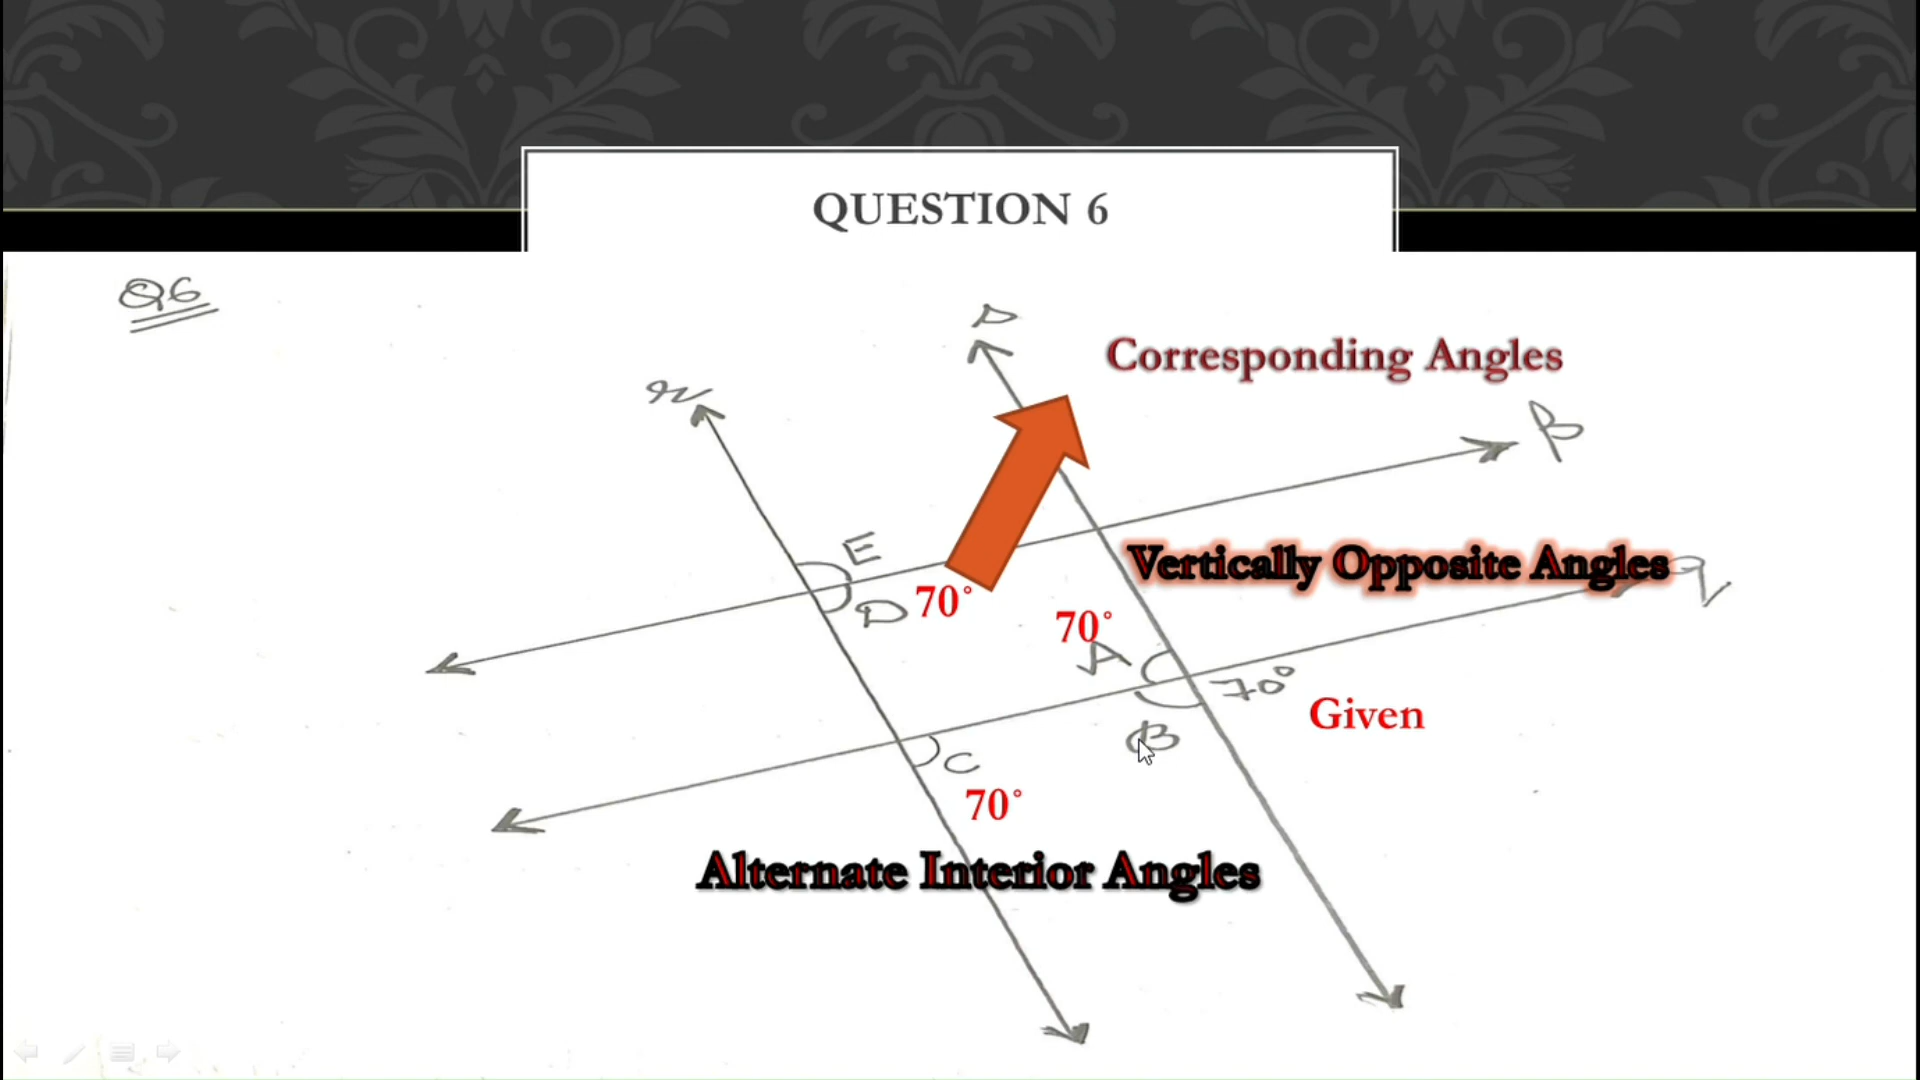 QUESTION 6
Q6
Corresponding Angles
Vertically Opposite Angles
E
D
70°
70°
A
70°
Given
B
C
70°
Alternate Interior Angles